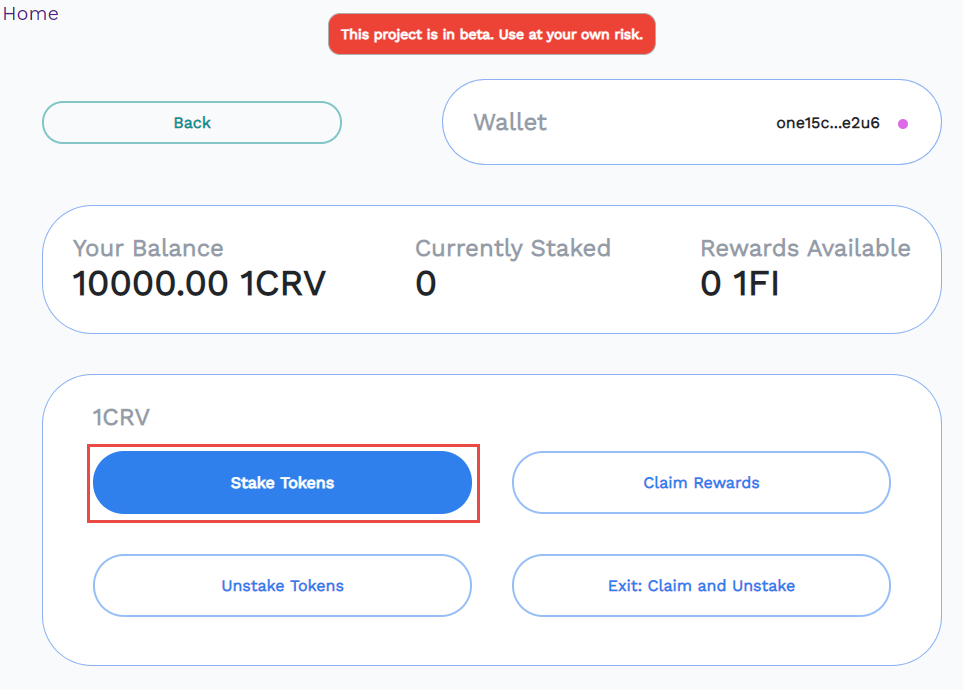 Home
This project is in beta. Use at your own risk.
Back
Wallet
one15c...e2u6
Your Balance
10000.00 1CRV
Currently Staked
0
Rewards Available
0 1FI
1CRV
Stake Tokens
Claim Rewards
Unstake Tokens
Exit: Claim and Unstake